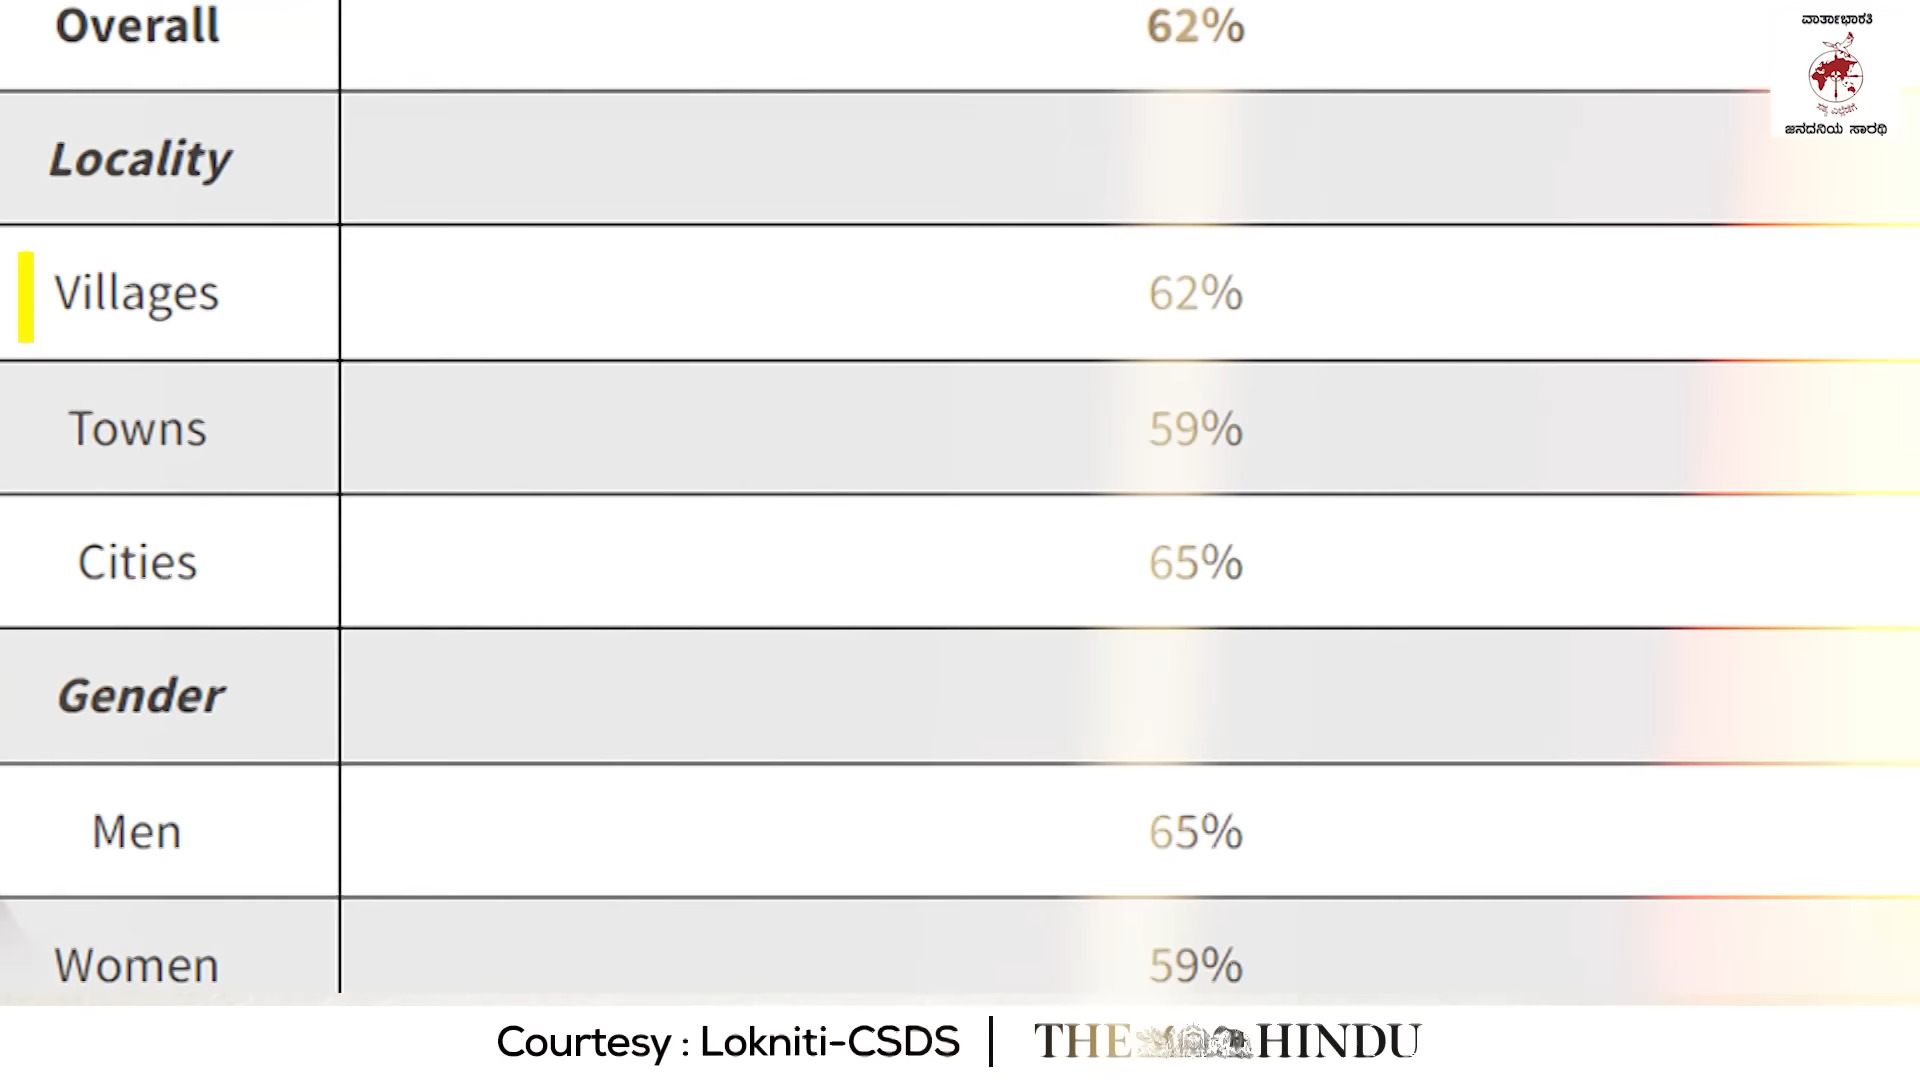 Overall 62%
ವಾರ್ತಾಭಾರತಿ
ಜನದನಿಯ ಸಾರಥಿ
Locality
Villages 62%
Towns 59%
Cities 65%
Gender
Men 65%
Women 59%
Courtesy : Lokniti-CSDS | THE HINDU